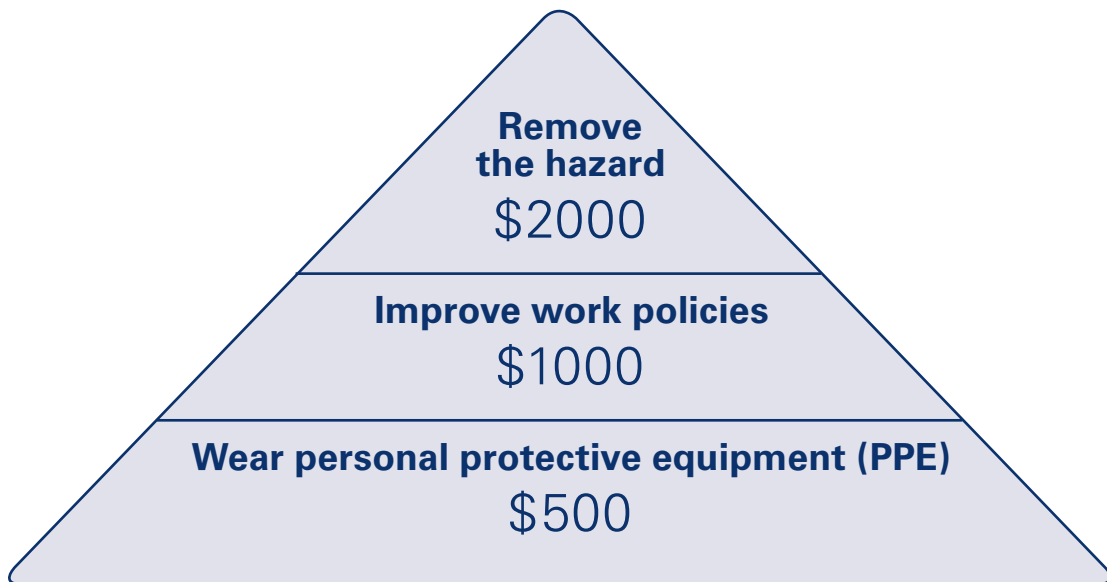 Remove
the hazard
$2000
Improve work policies
$1000
Wear personal protective equipment (PPE)
$500